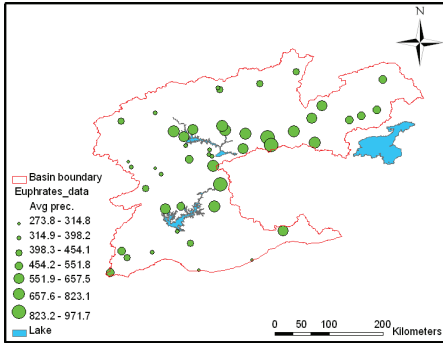 N
Basin boundary
Euphrates_data
Avg prec.
273.8 - 314.8
314.9 - 398.2
398.3 - 454.1
454.2 - 551.8
551.9 - 657.5
657.6 - 823.1
823.2 - 971.7
Lake
0 50 100 200
Kilometers